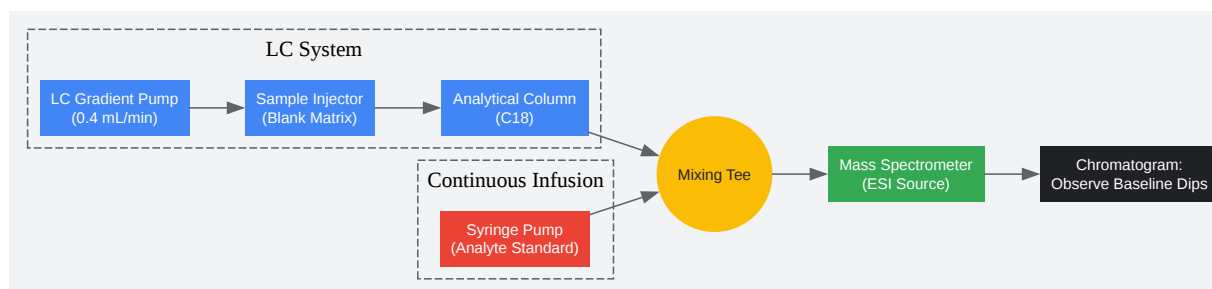 LC System
LC Gradient Pump
(0.4 mL/min)
Sample Injector
(Blank Matrix)
Analytical Column
(C18)
Continuous Infusion
Syringe Pump
(Analyte Standard)
Mixing Tee
Mass Spectrometer
(ESI Source)
Chromatogram:
Observe Baseline Dips